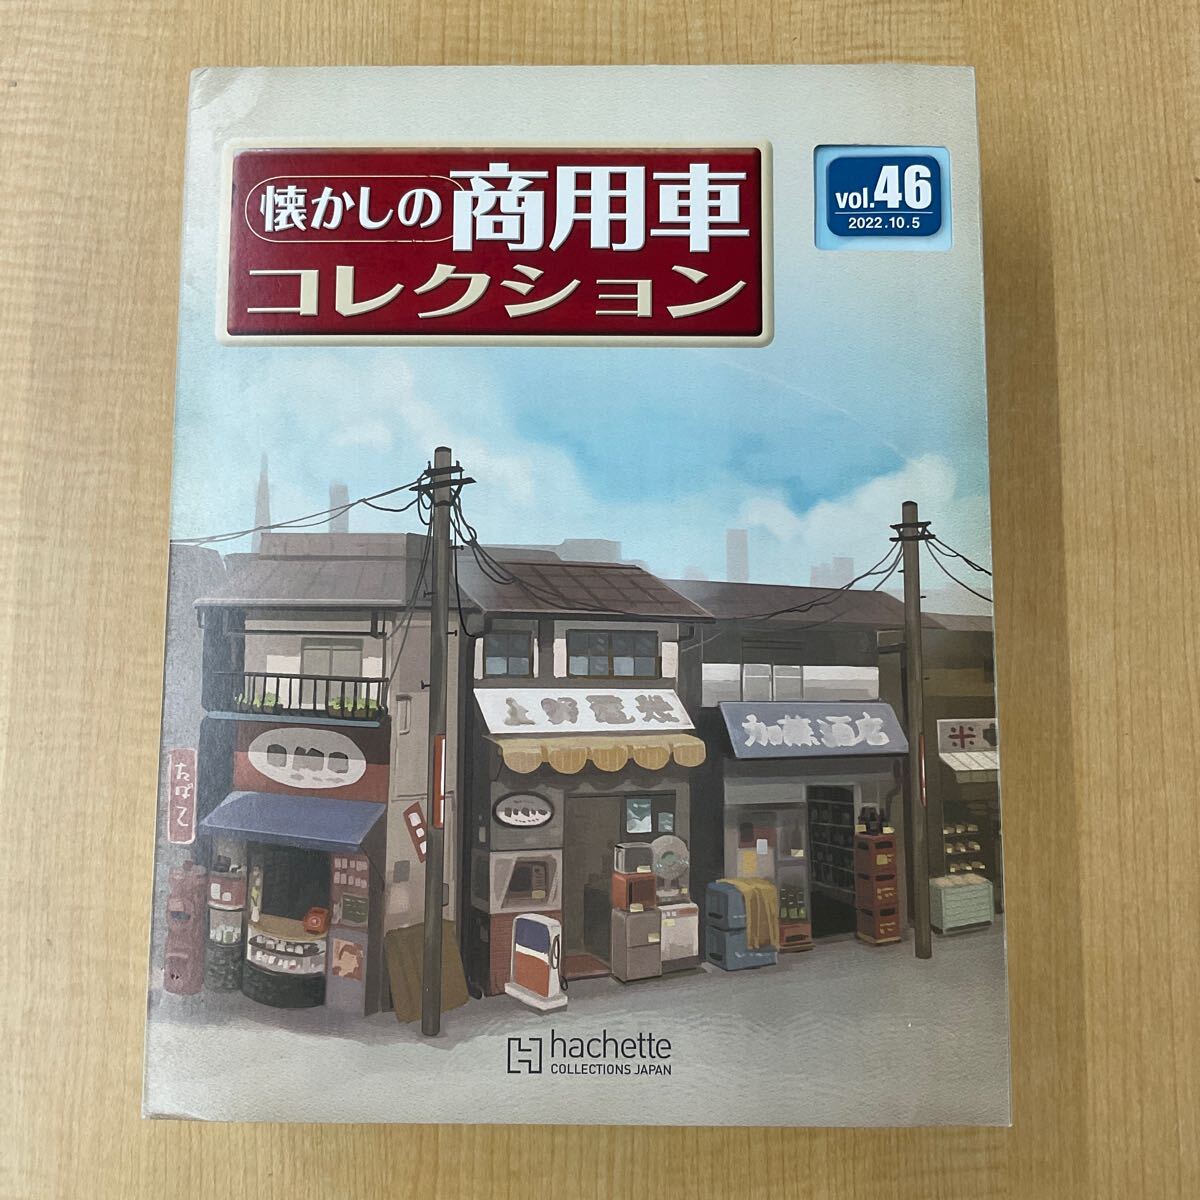 懐かしの商用車
コレクション
vol.46
2022.10.5
上野電機
加藤酒店
米
たばこ
hachette
COLLECTIONS JAPAN